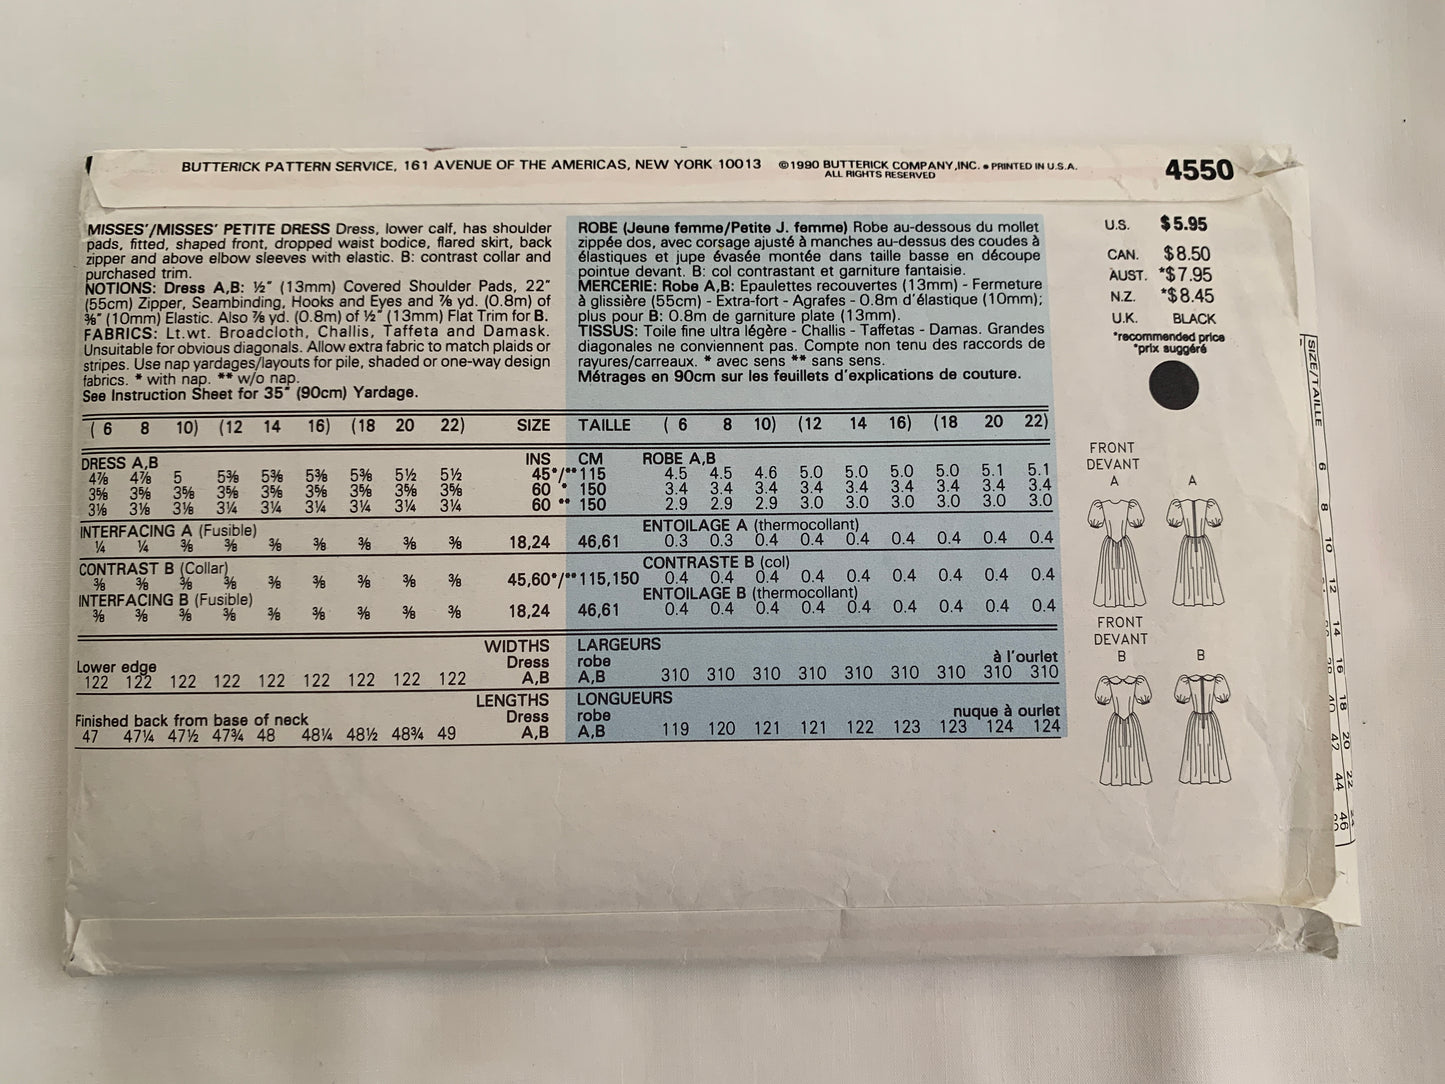 BUTTERICK PATTERN SERVICE, 161 AVENUE OF THE AMERICAS, NEW YORK 10013 ©1990 BUTTERICK COMPANY, INC. • PRINTED IN U.S.A.
ALL RIGHTS RESERVED
4550
MISSES'/MISSES' PETITE DRESS Dress, lower calf, has shoulder
pads, fitted, shaped front, dropped waist bodice, flared skirt, back
zipper and above elbow sleeves with elastic. B: contrast collar and
purchased trim.
NOTIONS: Dress A,B: ½" (13mm) Covered Shoulder Pads, 22"
(55cm) Zipper, Seambinding, Hooks and Eyes and ⅞ yd. (0.8m) of
⅜" (10mm) Elastic. Also ⅞ yd. (0.8m) of ½" (13mm) Flat Trim for B.
FABRICS: Lt.wt. Broadcloth, Challis, Taffeta and Damask.
Unsuitable for obvious diagonals. Allow extra fabric to match plaids or
stripes. Use nap yardages/layouts for pile, shaded or one-way design
fabrics. * with nap. ** w/o nap.
See Instruction Sheet for 35" (90cm) Yardage.
ROBE (Jeune femme/Petite J. femme) Robe au-dessous du mollet
zippée dos, avec corsage ajusté à manches au-dessus des coudes à
élastiques et jupe évasée montée dans taille basse en découpe
pointue devant. B: col contrastant et garniture fantaisie.
MERCERIE: Robe A,B: Epaulettes recouvertes (13mm) - Fermeture
à glissière (55cm) - Extra-fort - Agrafes - 0.8m d'élastique (10mm);
plus pour B: 0.8m de garniture plate (13mm).
TISSUS: Toile fine ultra légère - Challis - Taffetas - Damas. Grandes
diagonales ne conviennent pas. Compte non tenu des raccords de
rayures/carreaux. * avec sens ** sans sens.
Métrages en 90cm sur les feuillets d'explications de couture.
U.S. $5.95
CAN. $8.50
AUST. *$7.95
N.Z. *$8.45
U.K. BLACK
*recommended price
*prix suggéré
( 6 8 10) (12 14 16) (18 20 22) SIZE TAILLE ( 6 8 10) (12 14 16) (18 20 22)
DRESS A,B INS CM ROBE A,B
4⅞ 4⅞ 5 5⅜ 5⅜ 5⅜ 5⅜ 5½ 5½ 45*/** 115 4.5 4.5 4.6 5.0 5.0 5.0 5.0 5.1 5.1
3⅝ 3⅝ 3⅝ 3⅝ 3⅝ 3⅝ 3⅝ 3⅝ 3⅝ 60 * 150 3.4 3.4 3.4 3.4 3.4 3.4 3.4 3.4 3.4
3⅛ 3⅛ 3⅛ 3¼ 3¼ 3¼ 3¼ 3¼ 3¼ 60 ** 150 2.9 2.9 2.9 3.0 3.0 3.0 3.0 3.0 3.0
INTERFACING A (Fusible) ENTOILAGE A (thermocollant)
¼ ¼ ⅜ ⅜ ⅜ ⅜ ⅜ ⅜ ⅜ 18,24 46,61 0.3 0.3 0.4 0.4 0.4 0.4 0.4 0.4 0.4
CONTRAST B (Collar) CONTRASTE B (col)
⅜ ⅜ ⅜ ⅜ ⅜ ⅜ ⅜ ⅜ ⅜ 45,60*/** 115,150 0.4 0.4 0.4 0.4 0.4 0.4 0.4 0.4 0.4
INTERFACING B (Fusible) ENTOILAGE B (thermocollant)
⅜ ⅜ ⅜ ⅜ ⅜ ⅜ ⅜ ⅜ ⅜ 18,24 46,61 0.4 0.4 0.4 0.4 0.4 0.4 0.4 0.4 0.4
WIDTHS LARGEURS
Lower edge Dress robe à l'ourlet
122 122 122 122 122 122 122 122 122 A,B A,B 310 310 310 310 310 310 310 310 310
LENGTHS LONGUEURS
Finished back from base of neck Dress robe nuque à ourlet
47 47¼ 47½ 47¾ 48 48¼ 48½ 48¾ 49 A,B A,B 119 120 121 121 122 123 123 124 124
FRONT
DEVANT
A A
FRONT
DEVANT
B B
SIZE/TAILLE 6 8 10 12 14 16 18 20 22
40 42 44 46